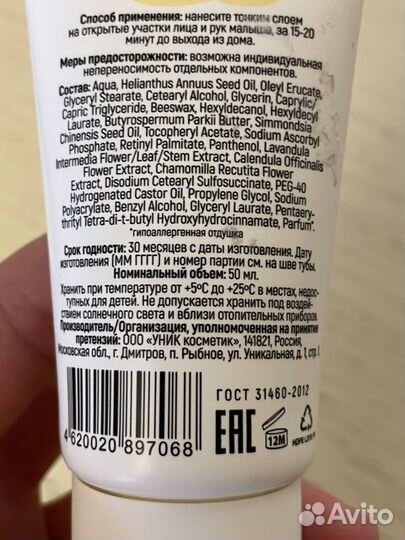 Способ применения: нанесите тонким слоем
на открытые участки лица и рук малыша, за 15-20
минут до выхода из дома.
Меры предосторожности: возможна индивидуальная
непереносимость отдельных компонентов.
Состав: Aqua, Helianthus Annuus Seed Oil, Oleyl Erucate,
Glyceryl Stearate, Cetearyl Alcohol, Glycerin, Caprylic/
Capric Triglyceride, Beeswax, Hexyldecanol, Hexyldecyl
Laurate, Butyrospermum Parkii Butter, Simmondsia
Chinensis Seed Oil, Tocopheryl Acetate, Sodium Ascorbyl
Phosphate, Retinyl Palmitate, Panthenol, Lavandula
Intermedia Flower/Leaf/Stem Extract, Calendula Officinalis
Flower Extract, Chamomilla Recutita Flower
Extract, Disodium Cetearyl Sulfosuccinate, PEG-40
Hydrogenated Castor Oil, Propylene Glycol, Sodium
Polyacrylate, Benzyl Alcohol, Glyceryl Laurate, Pentaery-
thrityl Tetra-di-t-butyl Hydroxyhydrocinnamate, Parfum*.
*гипоаллергенная отдушка
Срок годности: 30 месяцев с даты изготовления. Дату
изготовления (ММ ГГГГ) и номер партии см. на шве тубы.
Номинальный объем: 50 мл.
Хранить при температуре от +5ºС до +25ºС в местах, недос-
тупных для детей. Не допускается хранить под воздей-
ствием солнечного света и вблизи отопительных приборов.
Производитель/Организация, уполномоченная на принятие
претензий: ООО «УНИК косметик», 141821, Россия,
Московская обл., г. Дмитров, п. Рыбное, ул. Уникальная, д. 1, стр. 1
ГОСТ 31460-2012
4 620020 897068
EAC
12M
HDPE LDPE
Avito